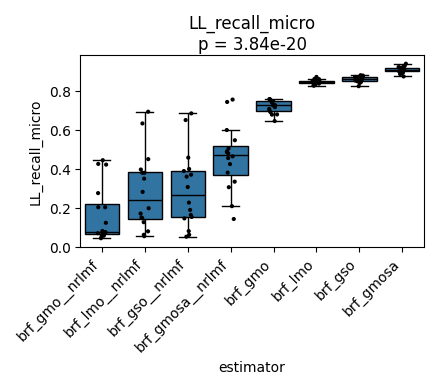 LL_recall_micro
p = 3.84e-20
LL_recall_micro
0.8
0.6
0.4
0.2
0.0
brf_gmo__nrlmf
brf_lmo__nrlmf
brf_gso__nrlmf
brf_gmosa__nrlmf
brf_gmo
brf_lmo
brf_gso
brf_gmosa
estimator